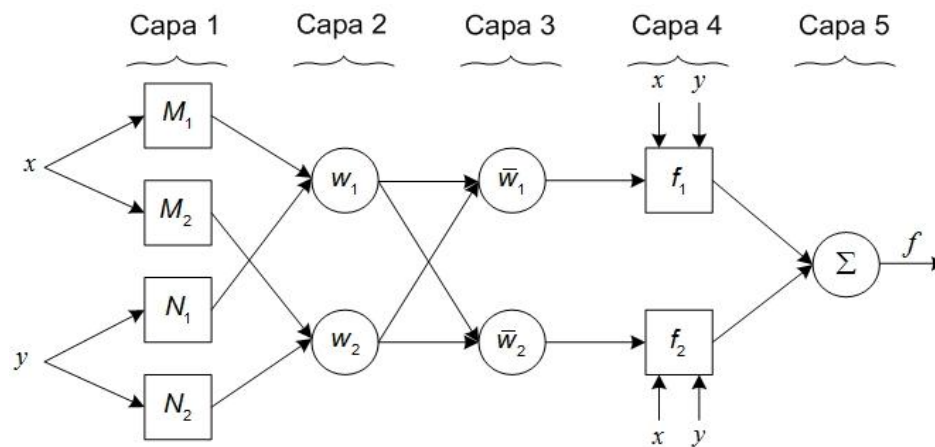 Capa 1 Capa 2 Capa 3 Capa 4 Capa 5
x y
M₁
x
w₁ w̅₁ f₁
M₂
f
Σ
N₁
w₂ w̅₂ f₂
y
N₂
x y